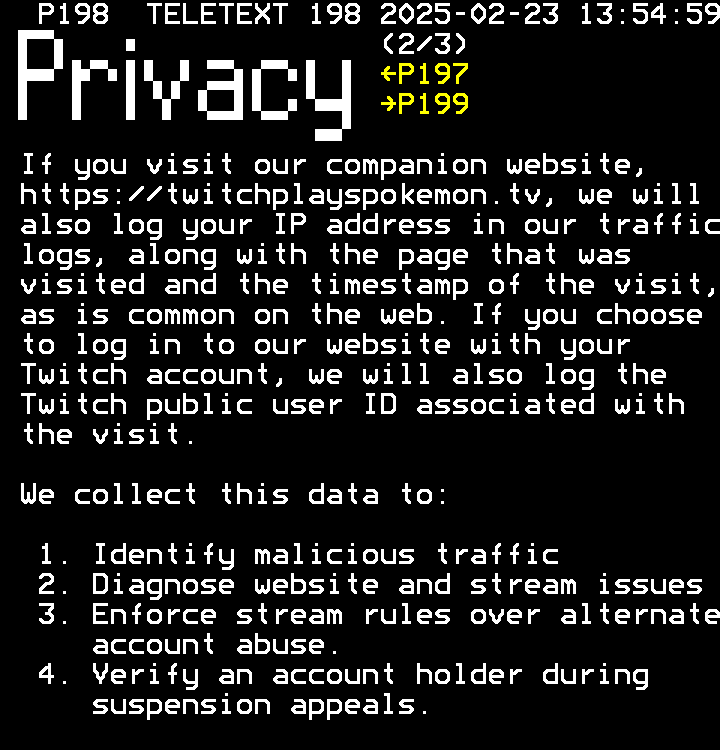 P198 TELETEXT 198 2025-02-23 13:54:59
Privacy
(2/3)
←P197
→P199
If you visit our companion website,
https://twitchplayspokemon.tv, we will
also log your IP address in our traffic
logs, along with the page that was
visited and the timestamp of the visit,
as is common on the web. If you choose
to log in to our website with your
Twitch account, we will also log the
Twitch public user ID associated with
the visit.
We collect this data to:
1. Identify malicious traffic
2. Diagnose website and stream issues
3. Enforce stream rules over alternate
account abuse.
4. Verify an account holder during
suspension appeals.